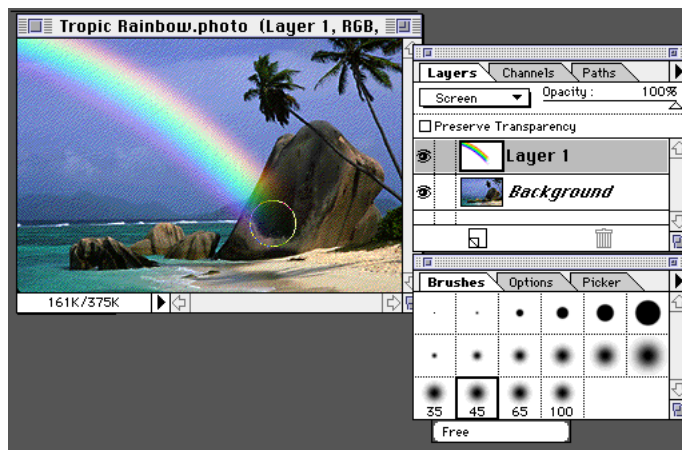 Tropic Rainbow.photo (Layer 1, RGB,
Layers Channels Paths
Screen Opacity: 100%
Preserve Transparency
Layer 1
Background
161K/375K
Brushes Options Picker
35 45 65 100
Free